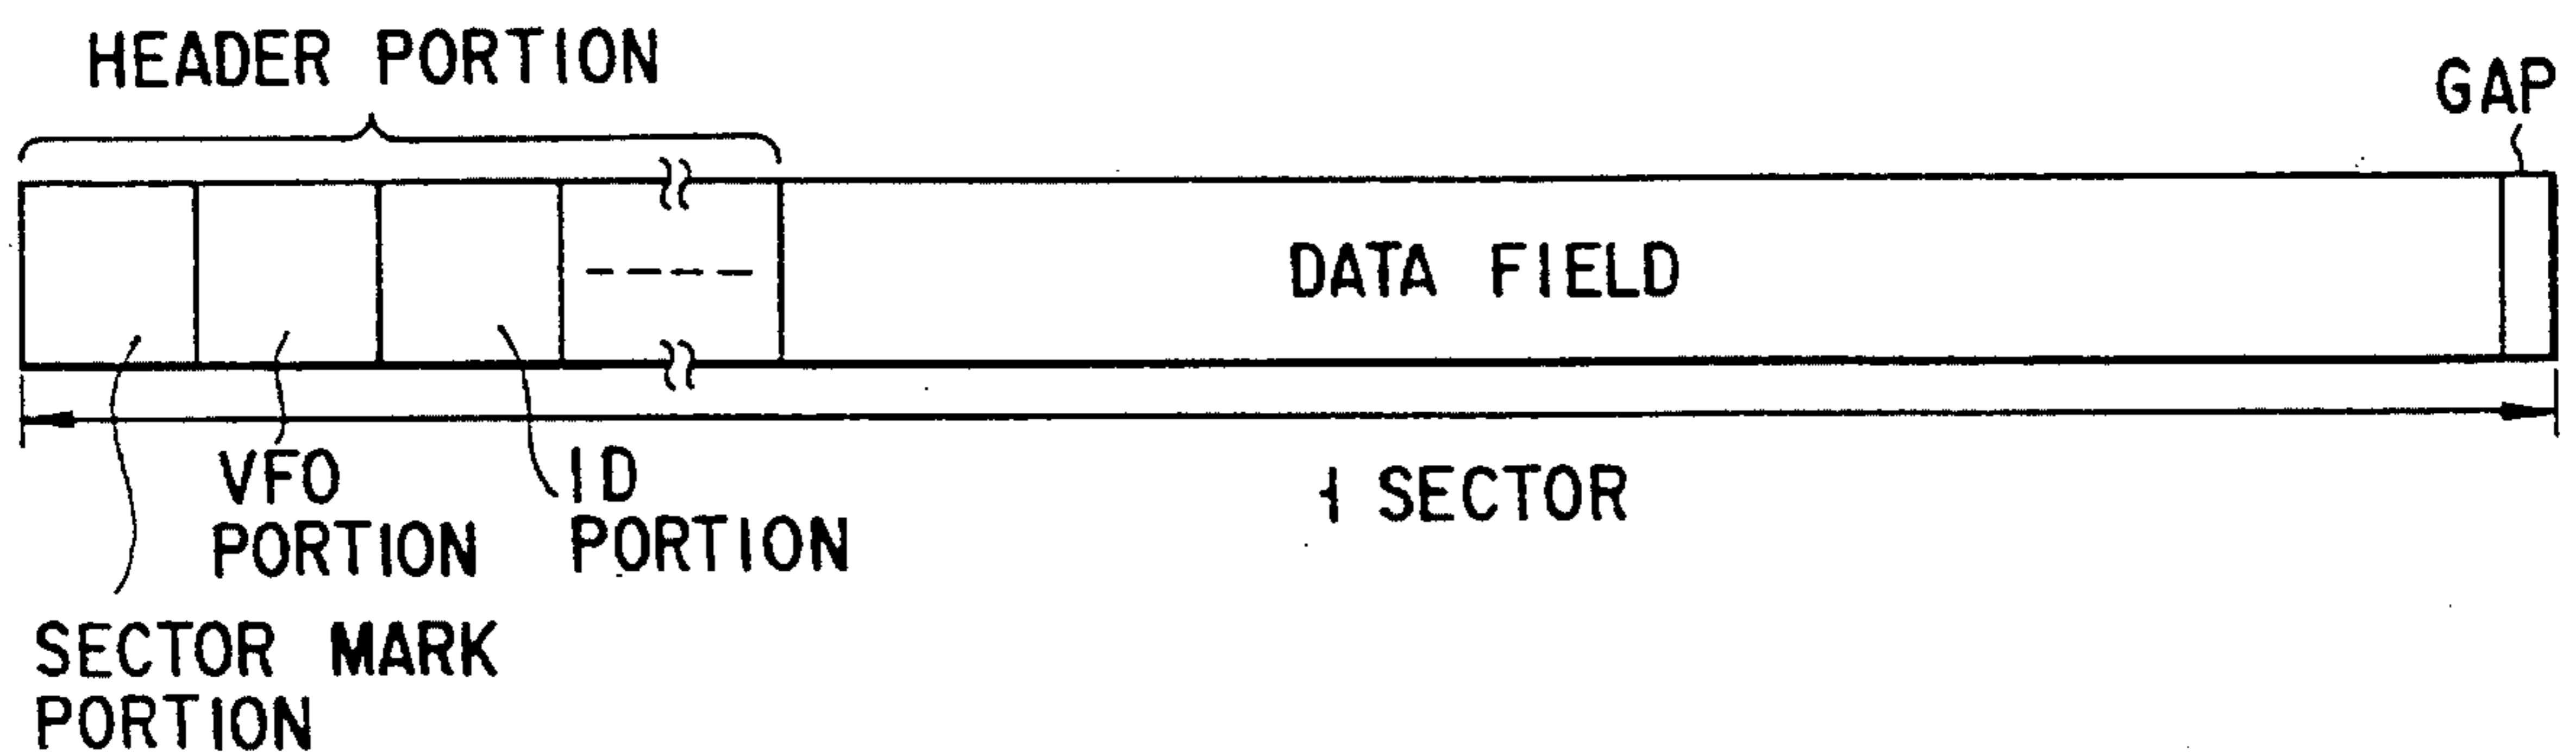 HEADER PORTION
GAP
DATA FIELD
VFO
PORTION
ID
PORTION
1 SECTOR
SECTOR MARK
PORTION